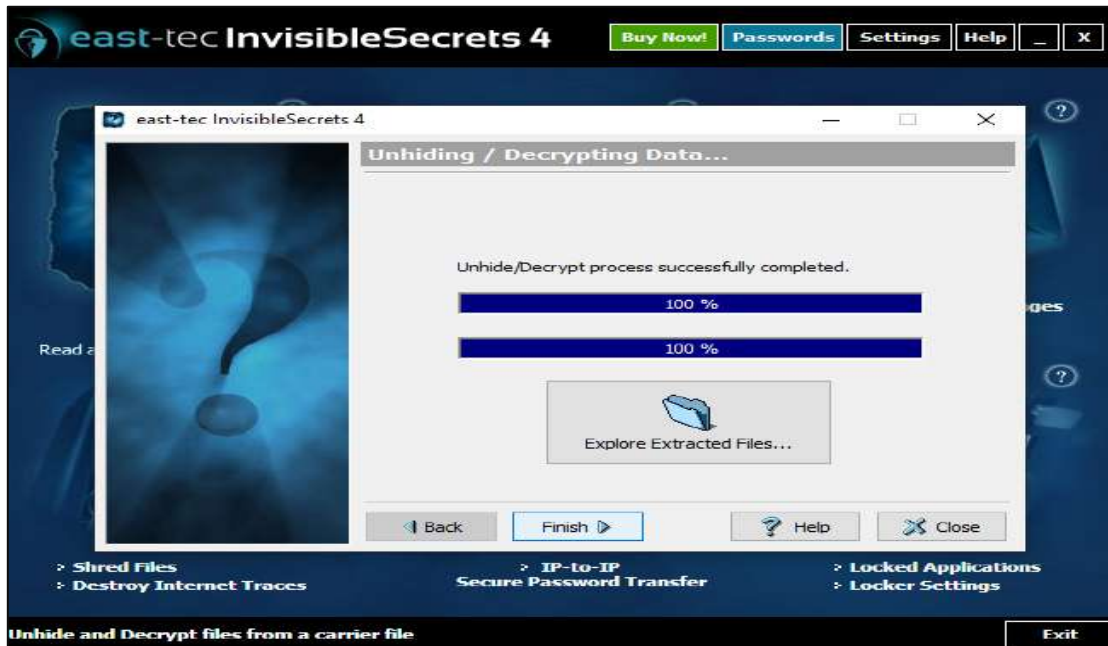 east-tec InvisibleSecrets 4
Buy Now! Passwords Settings Help _ X
east-tec InvisibleSecrets 4
Unhiding / Decrypting Data...
Unhide/Decrypt process successfully completed.
100 %
100 %
Read
Explore Extracted Files...
Back Finish Help Close
> Shred Files
> Destroy Internet Traces
> IP-to-IP
Secure Password Transfer
> Locked Applications
> Locker Settings
Unhide and Decrypt files from a carrier file
Exit